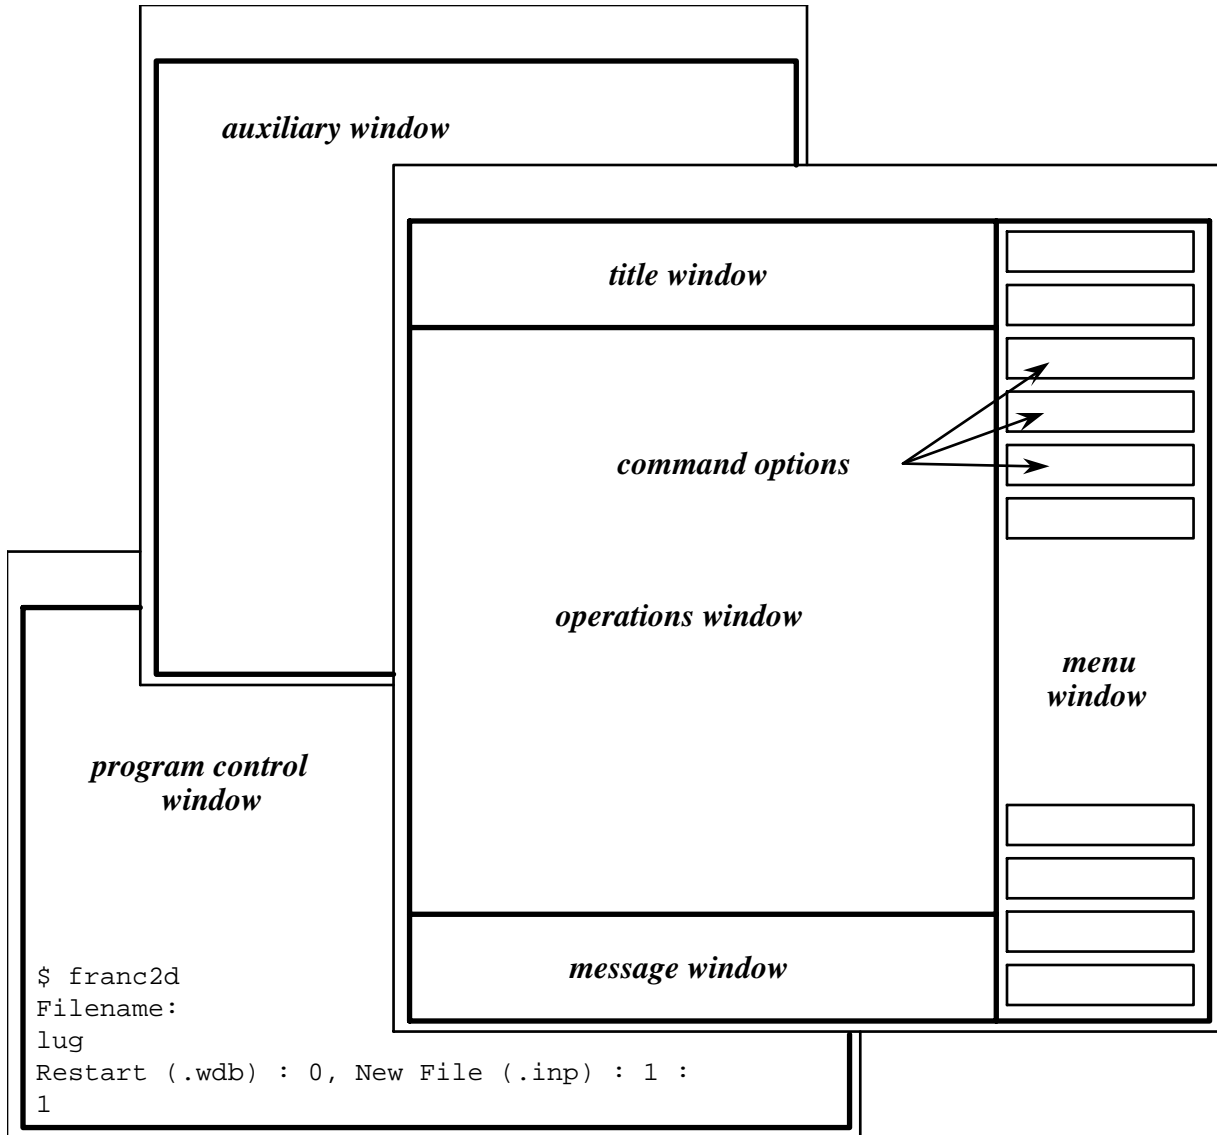 auxiliary window
title window
command options
operations window
menu
window
program control
window
message window
$ franc2d
Filename:
lug
Restart (.wdb) : 0, New File (.inp) : 1 :
1